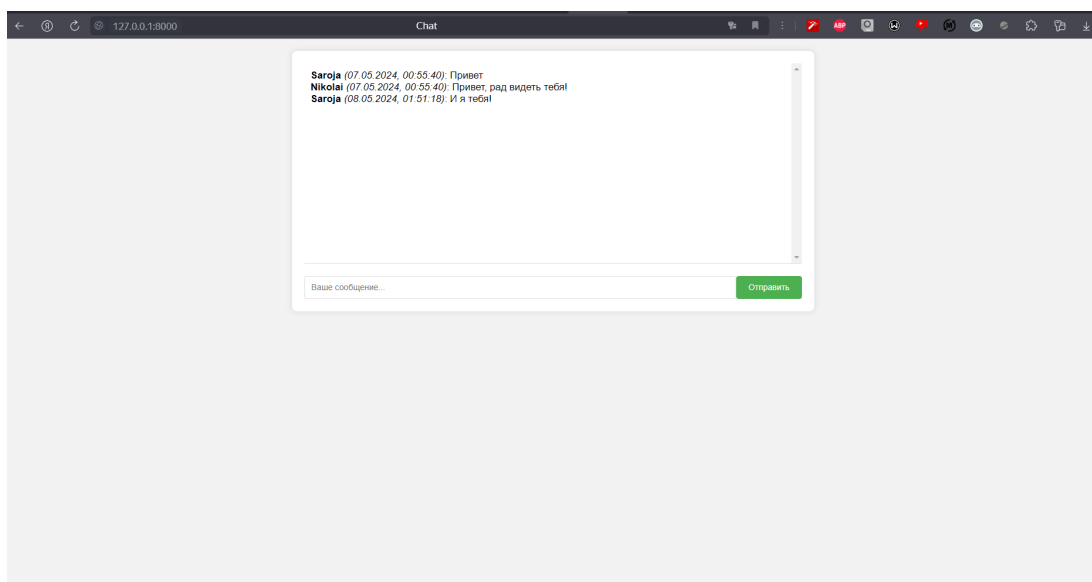 127.0.0.1:8000
Chat
ABP
Saroja (07.05.2024, 00:55:40): Привет
Nikolai (07.05.2024, 00:55:40): Привет, рад видеть тебя!
Saroja (08.05.2024, 01:51:18): И я тебя!
Ваше сообщение...
Отправить